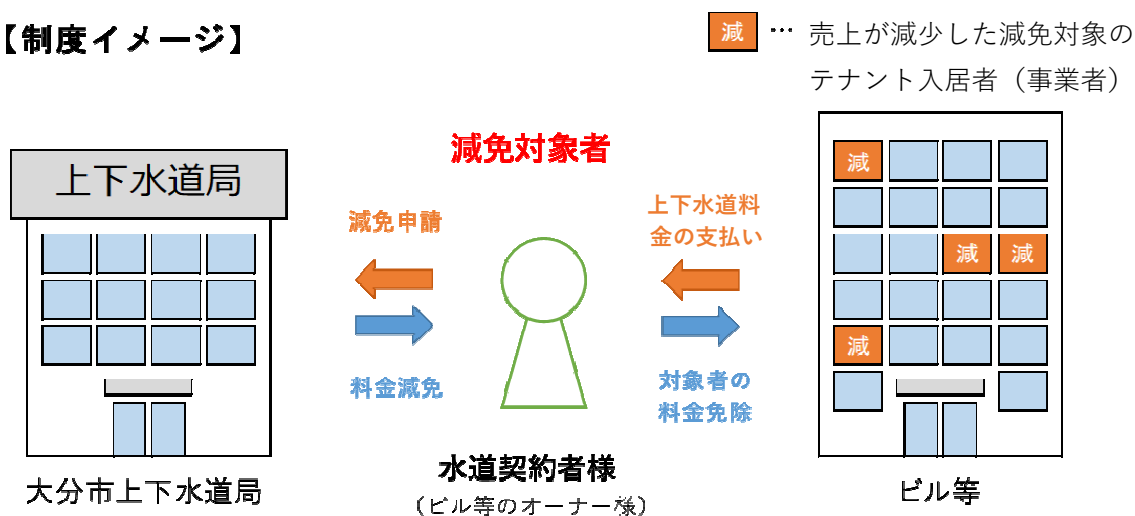 【制度イメージ】
減 … 売上が減少した減免対象の
テナント入居者（事業者）
上下水道局
減免対象者
減免申請
上下水道料
金の支払い
料金減免
対象者の
料金免除
減
減 減
減
大分市上下水道局
水道契約者様
（ビル等のオーナー様）
ビル等